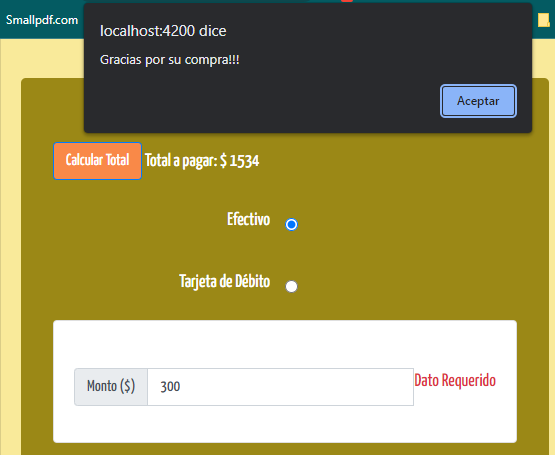 Smallpdf.com
localhost:4200 dice
Gracias por su compra!!!
Aceptar
Calcular Total Total a pagar: $ 1534
Efectivo
Tarjeta de Débito
Monto ($) 300 Dato Requerido